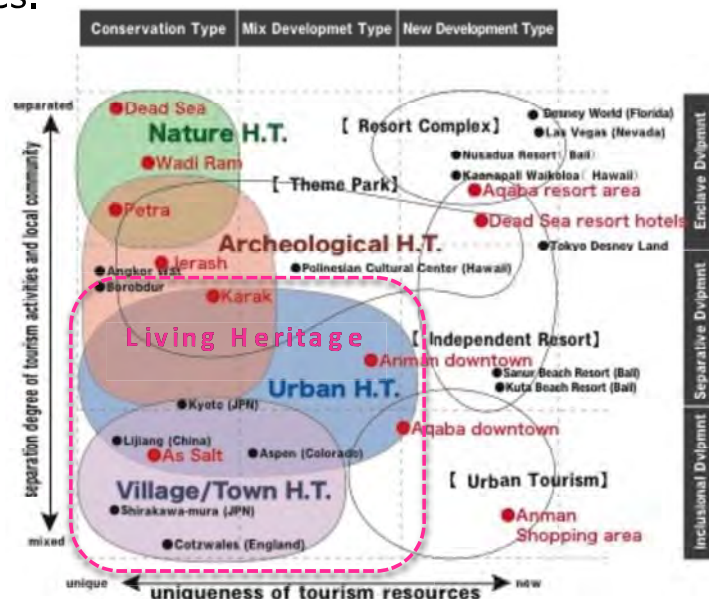 es.
Conservation Type
Mix Developmet Type
New Development Type
separated
separation degree of tourism activities and local community
mixed
Dead Sea
Nature H.T.
Wadi Ram
Petra
[ Resort Complex]
Desney World (Florida)
Las Vegas (Nevada)
Nusadua Resort ( Bali)
Kaanapali Waikoloa ( Hawaii)
Aqaba resort area
[ Theme Park]
Dead Sea resort hotels
Archeological H.T.
Tokyo Desney Land
Jerash
Angkor Wat
Borobdur
Polinesian Cultural Center (Hawaii)
Karak
Living Heritage
[ Independent Resort]
Anman downtown
Sanur Beach Resort (Bali)
Kuta Beach Resort (Bali)
Urban H.T.
Kyoto (JPN)
Aqaba downtown
Lijiang (China)
As Salt
Aspen (Colorado)
[ Urban Tourism]
Village/Town H.T.
Shirakawa-mura (JPN)
Anman
Shopping area
Cotzwales (England)
Enclave Dvlpmnt
Separative Dvlpmnt
Inclusional Dvlpmnt
unique
new
uniqueness of tourism resources